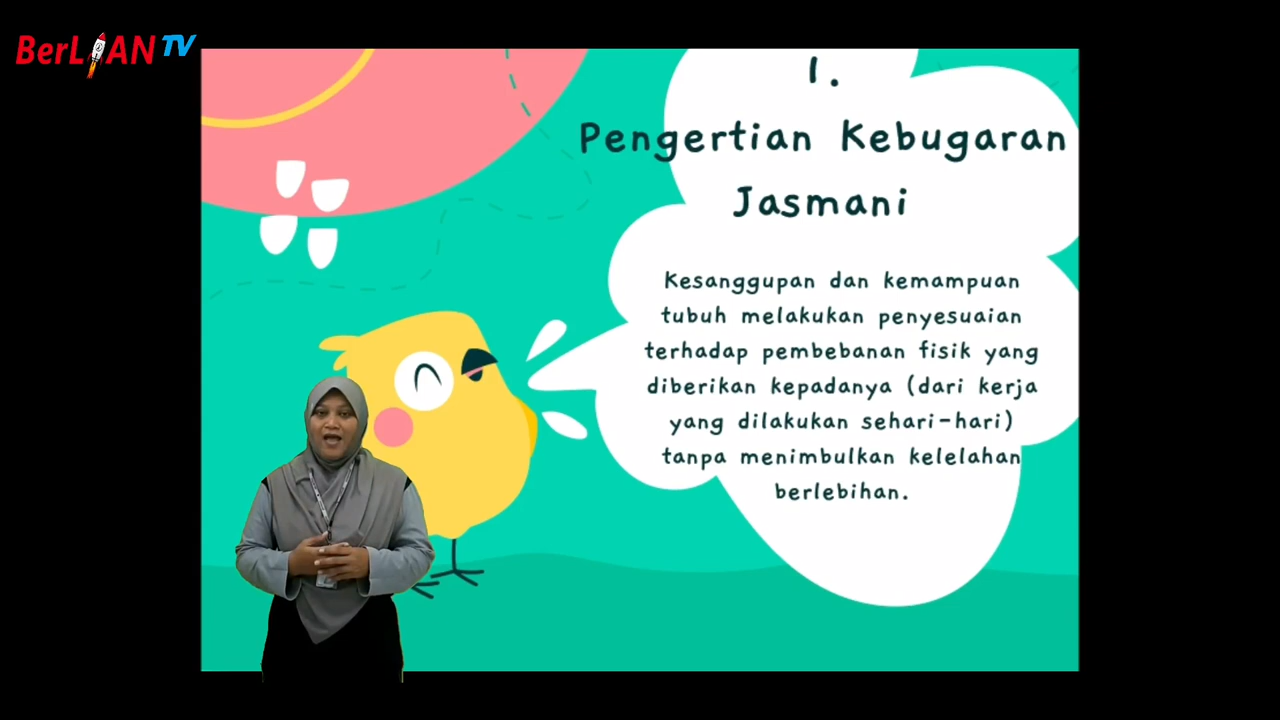 BerLIAN TV
1.
Pengertian Kebugaran
Jasmani
Kesanggupan dan kemampuan
tubuh melakukan penyesuaian
terhadap pembebanan fisik yang
diberikan kepadanya (dari kerja
yang dilakukan sehari-hari)
tanpa menimbulkan kelelahan
berlebihan.